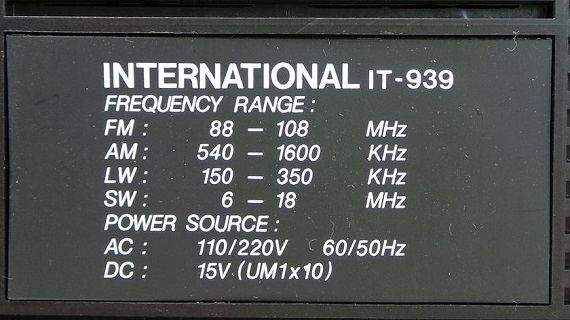 INTERNATIONAL IT-939
FREQUENCY RANGE :
FM : 88 – 108 MHz
AM : 540 – 1600 KHz
LW : 150 – 350 KHz
SW : 6 – 18 MHz
POWER SOURCE :
AC : 110/220V 60/50Hz
DC : 15V (UM1x10)